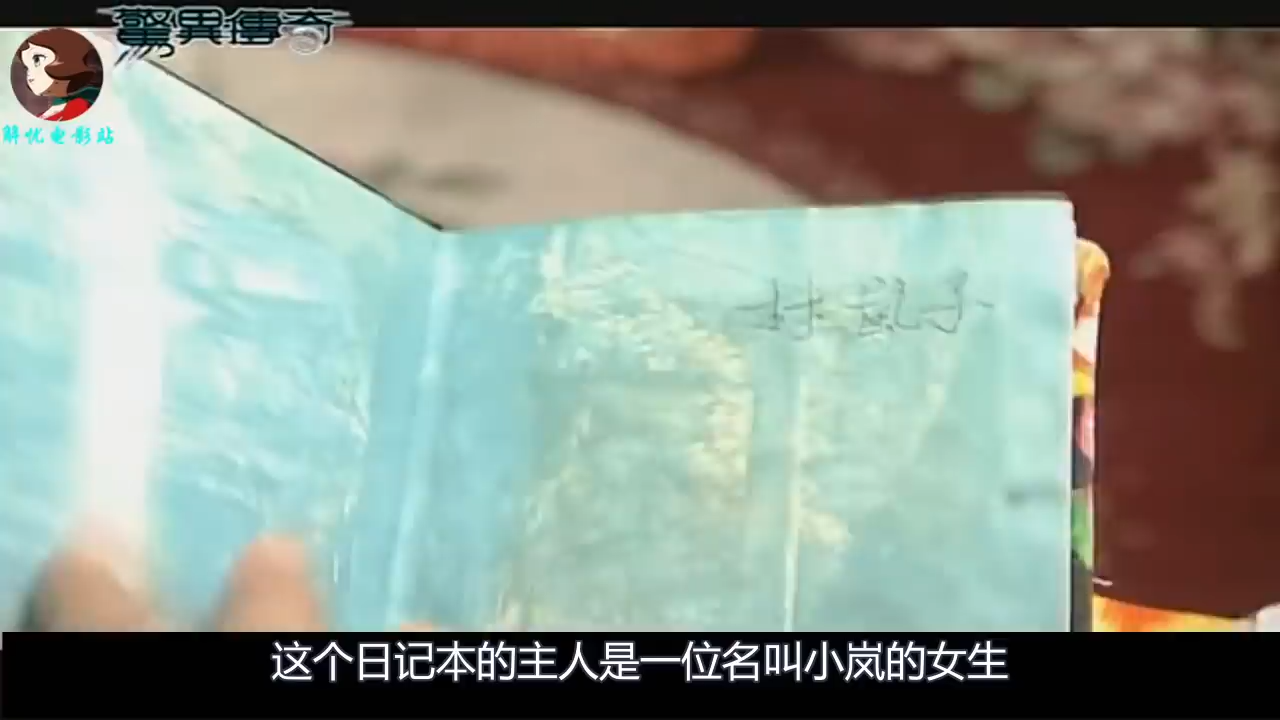 驚異傳奇
解忧电影站
这个日记本的主人是一位名叫小岚的女生